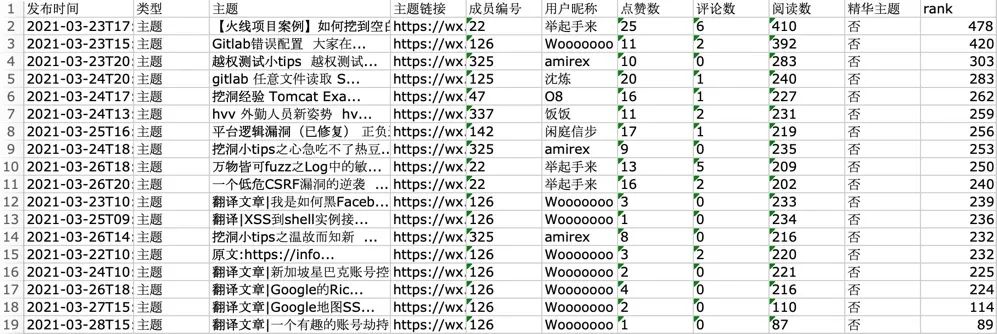 1 发布时间 类型 主题 主题链接 成员编号 用户昵称 点赞数 评论数 阅读数 精华主题 rank
2 2021-03-23T17: 主题 【火线项目案例】如何挖到空白 https://wx. 22 举起手来 25 6 410 否 478
3 2021-03-23T15: 主题 Gitlab错误配置 大家在... https://wx. 126 Wooooooo 11 2 392 否 420
4 2021-03-23T20: 主题 越权测试小tips 越权测试... https://wx. 325 amirex 10 0 283 否 303
5 2021-03-24T20: 主题 gitlab 任意文件读取 S... https://wx. 125 沈炼 20 1 240 否 283
6 2021-03-24T17: 主题 挖洞经验 Tomcat Exa... https://wx. 47 O8 16 1 227 否 262
7 2021-03-24T13: 主题 hvv 外勤人员新姿势 hv... https://wx. 337 饭饭 11 2 231 否 259
8 2021-03-25T16: 主题 平台逻辑漏洞（已修复） 正负 https://wx. 142 闲庭信步 17 1 219 否 256
9 2021-03-24T18: 主题 挖洞小tips之心急吃不了热豆... https://wx. 325 amirex 9 0 235 否 253
10 2021-03-26T18: 主题 万物皆可fuzz之Log中的敏... https://wx. 22 举起手来 13 5 209 否 250
11 2021-03-26T20: 主题 一个低危CSRF漏洞的逆袭 ... https://wx. 22 举起手来 16 2 202 否 240
12 2021-03-23T10: 主题 翻译文章|我是如何黑Faceb... https://wx. 126 Wooooooo 3 0 233 否 239
13 2021-03-25T09: 主题 翻译|XSS到shell实例接... https://wx. 126 Wooooooo 1 0 234 否 236
14 2021-03-26T14: 主题 挖洞小tips之温故而知新 ... https://wx. 325 amirex 8 0 216 否 232
15 2021-03-22T10: 主题 原文:https://info... https://wx. 126 Wooooooo 3 2 220 否 232
16 2021-03-24T10: 主题 翻译文章|新加坡星巴克账号控 https://wx. 126 Wooooooo 2 0 221 否 225
17 2021-03-26T18: 主题 翻译文章|Google的Ric... https://wx. 126 Wooooooo 4 0 216 否 224
18 2021-03-27T15: 主题 翻译文章|Google地图SS... https://wx. 126 Wooooooo 2 0 110 否 114
19 2021-03-28T15: 主题 翻译文章|一个有趣的账号劫持 https://wx. 126 Wooooooo 1 0 87 否 89